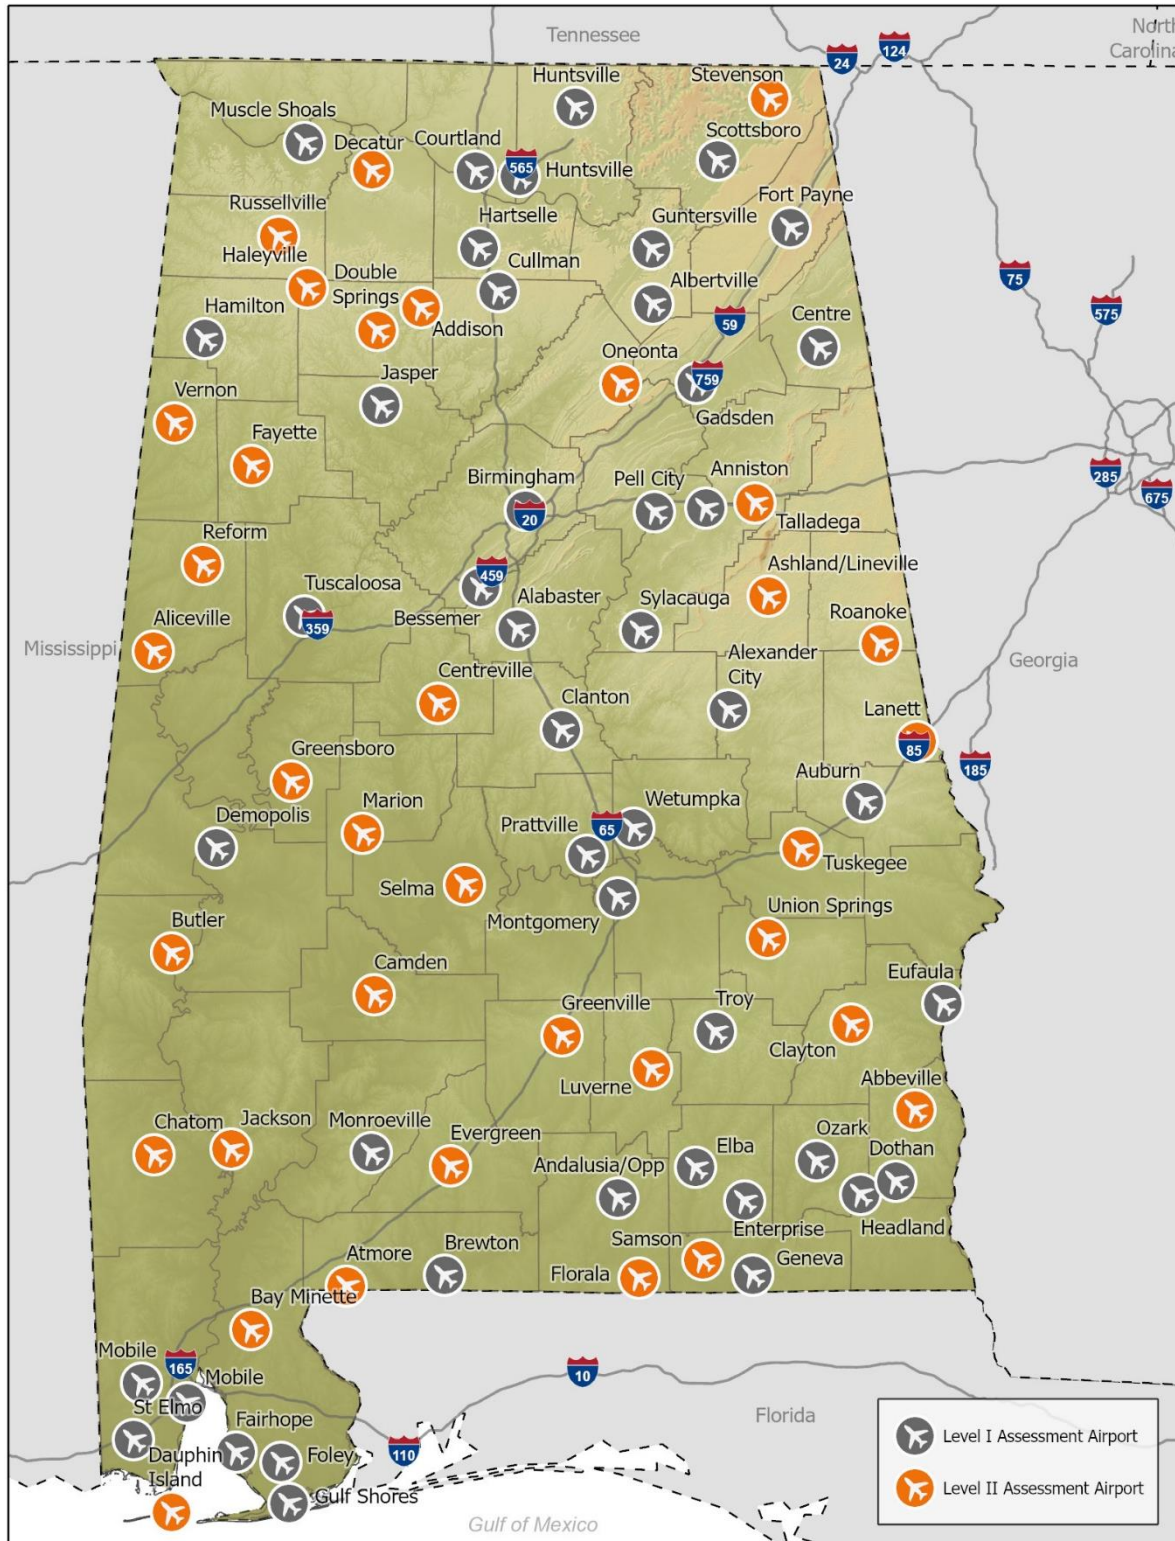 Tennessee
North
Carolina
24
124
Huntsville
Stevenson
Muscle Shoals
Decatur
Courtland
565
Huntsville
Scottsboro
Russellville
Hartselle
Guntersville
Fort Payne
Haleyville
Double
Springs
Cullman
Albertville
75
575
Hamilton
Addison
59
Centre
Vernon
Jasper
Oneonta
759
Gadsden
Fayette
Birmingham
20
Pell City
Anniston
Talladega
285
675
Reform
459
Ashland/Lineville
Tuscaloosa
359
Bessemer
Alabaster
Sylacauga
Roanoke
Mississippi
Aliceville
Georgia
Centreville
Alexander
City
Clanton
Lanett
85
185
Greensboro
Auburn
Marion
Wetumpka
Demopolis
Prattville
65
Tuskegee
Selma
Montgomery
Union Springs
Butler
Camden
Eufaula
Greenville
Troy
Clayton
Luverne
Abbeville
Chatom
Jackson
Monroeville
Evergreen
Andalusia/Opp
Elba
Ozark
Dothan
Headland
Enterprise
Atmore
Brewton
Samson
Florala
Geneva
Bay Minette
Mobile
165
Mobile
10
St Elmo
Fairhope
Florida
Dauphin
Island
Foley
110
Gulf Shores
Gulf of Mexico
Level I Assessment Airport
Level II Assessment Airport